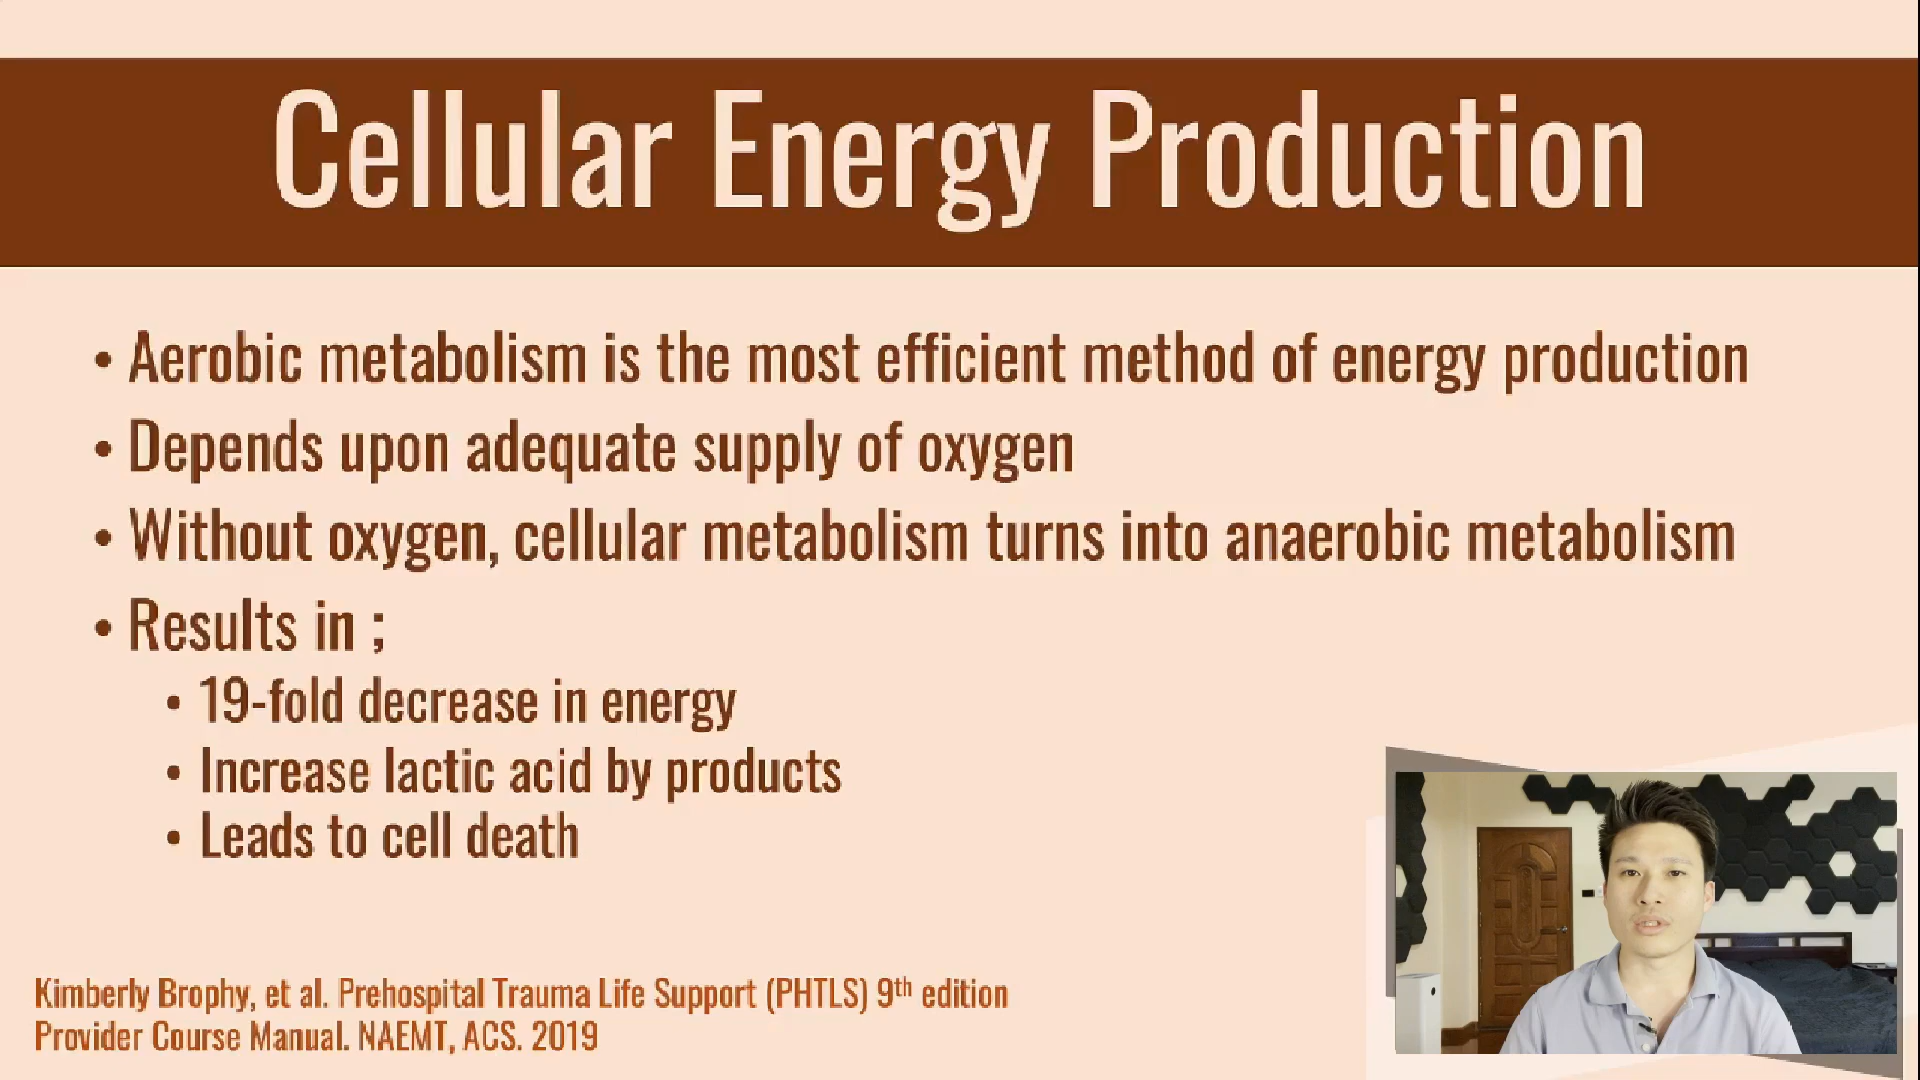 Cellular Energy Production
• Aerobic metabolism is the most efficient method of energy production
• Depends upon adequate supply of oxygen
• Without oxygen, cellular metabolism turns into anaerobic metabolism
• Results in ;
• 19-fold decrease in energy
• Increase lactic acid by products
• Leads to cell death
Kimberly Brophy, et al. Prehospital Trauma Life Support (PHTLS) 9th edition
Provider Course Manual. NAEMT, ACS. 2019